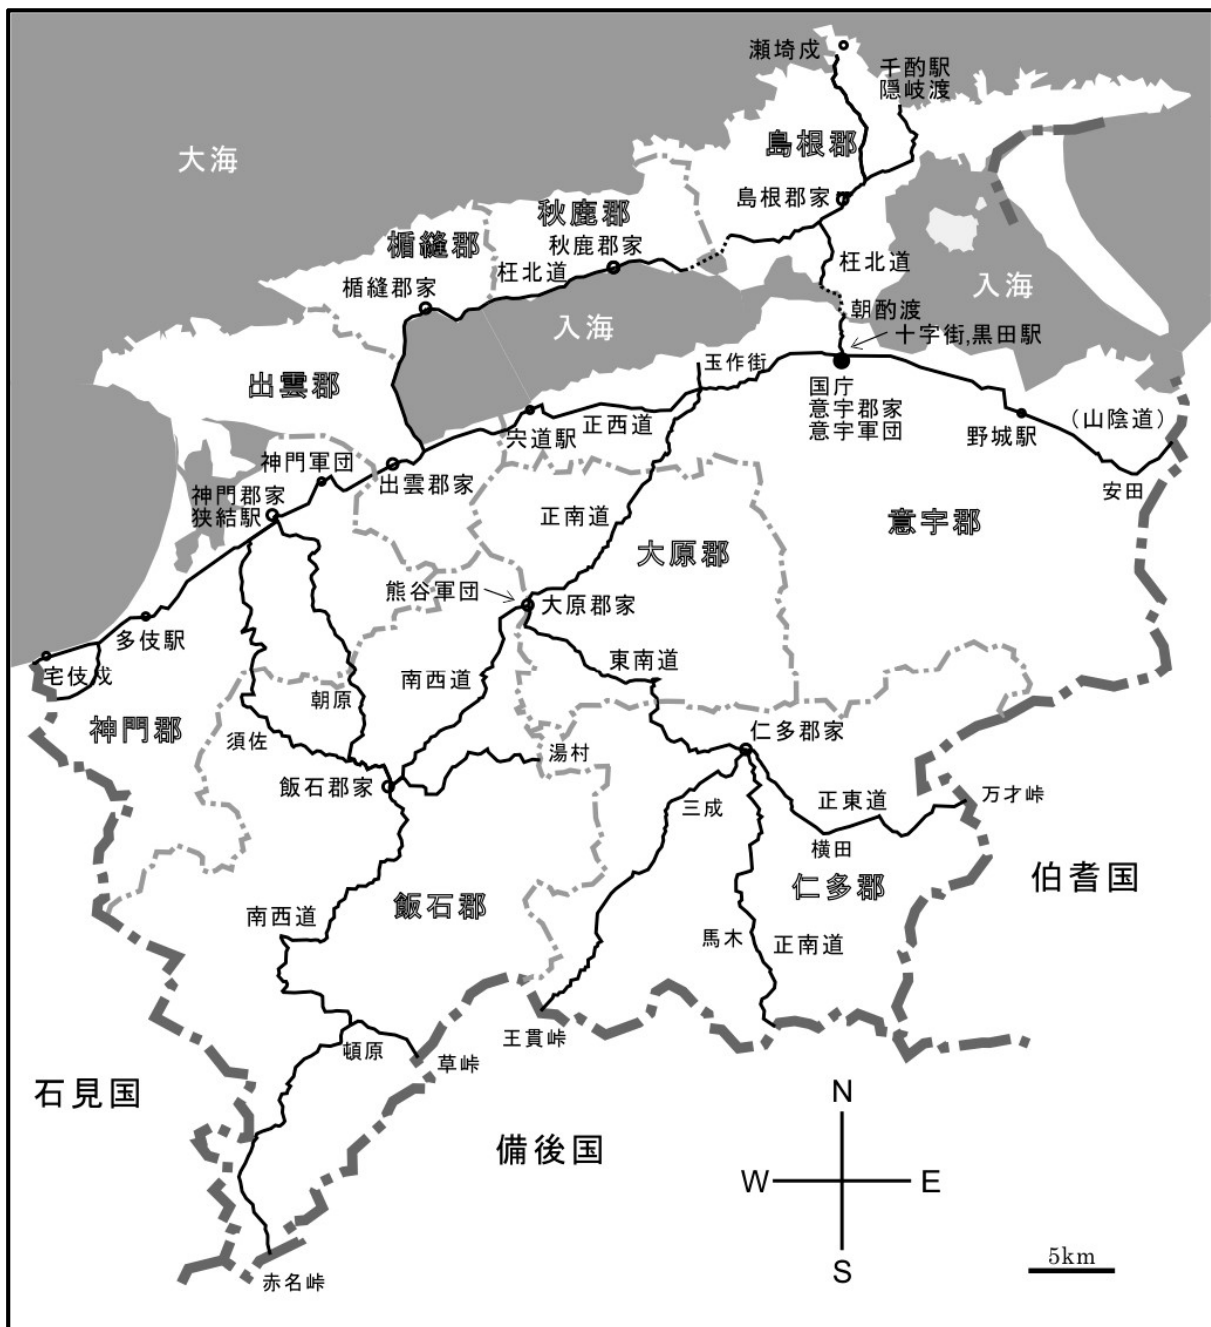 瀬埼戍
千酌駅
隠岐渡
島根郡
大海
島根郡家
秋鹿郡
楯縫郡
秋鹿郡家
枉北道
枉北道
楯縫郡家
入海
朝酌渡
入海
十字街,黒田駅
玉作街
出雲郡
国庁
意宇郡家
意宇軍団
(山陰道)
宍道駅
正西道
野城駅
神門軍団
出雲郡家
安田
神門郡家
狭結駅
正南道
意宇郡
大原郡
熊谷軍団
大原郡家
多伎駅
宅伎戍
南西道
東南道
朝原
神門郡
須佐
仁多郡家
湯村
飯石郡家
三成
正東道
万才峠
横田
伯耆国
仁多郡
飯石郡
南西道
馬木
正南道
王貫峠
頓原
草峠
石見国
備後国
N
W
E
S
5km
赤名峠